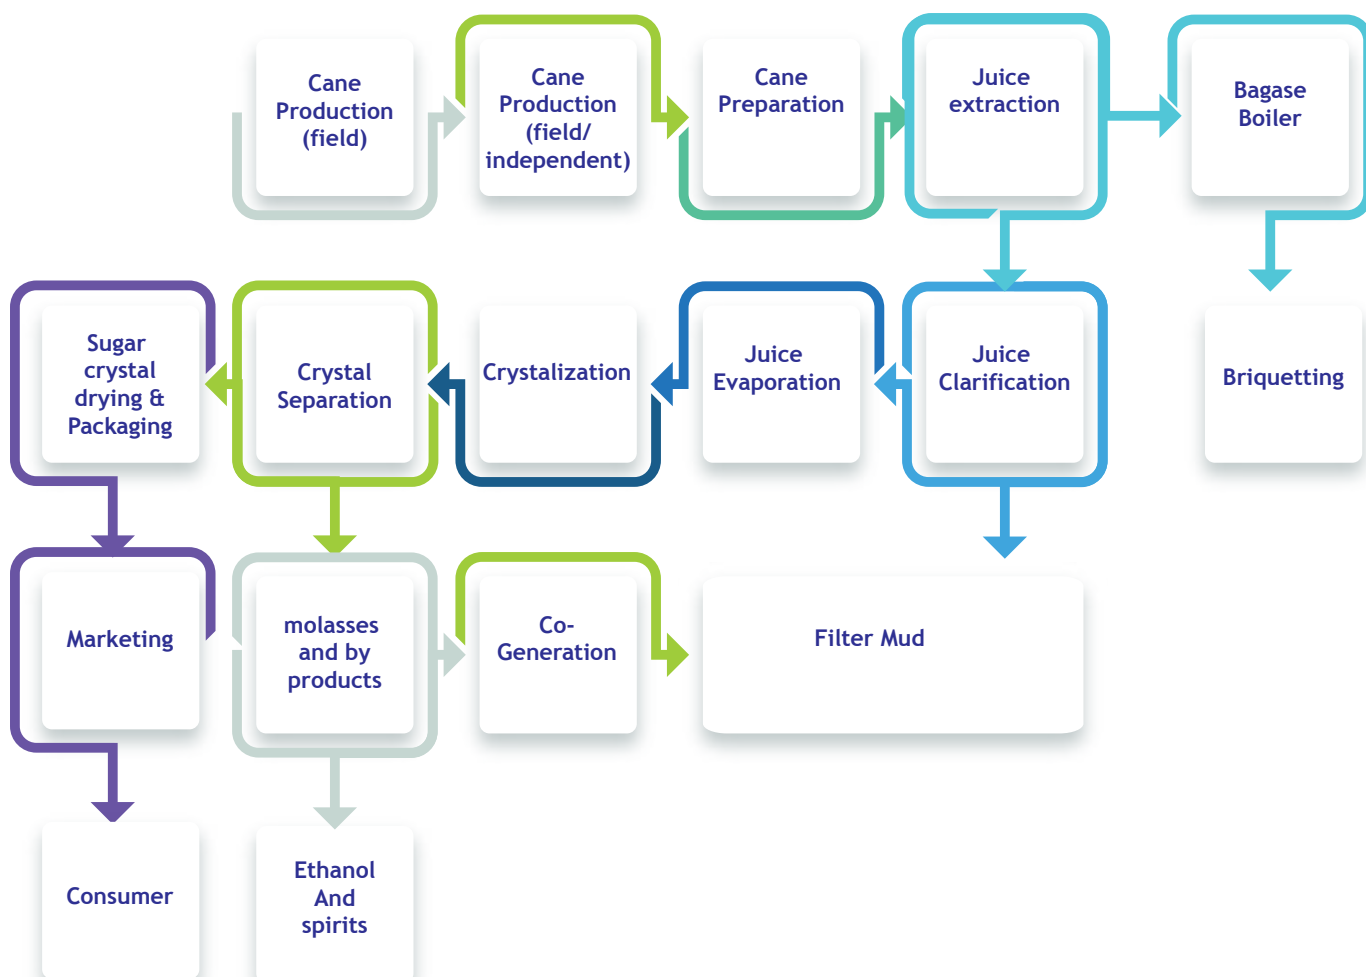 Cane
Production
(field)
Cane
Production
(field/
independent)
Cane
Preparation
Juice
extraction
Bagase
Boiler
Sugar
crystal
drying &
Packaging
Crystal
Separation
Crystalization
Juice
Evaporation
Juice
Clarification
Briquetting
Marketing
molasses
and by
products
Co-
Generation
Filter Mud
Consumer
Ethanol
And
spirits